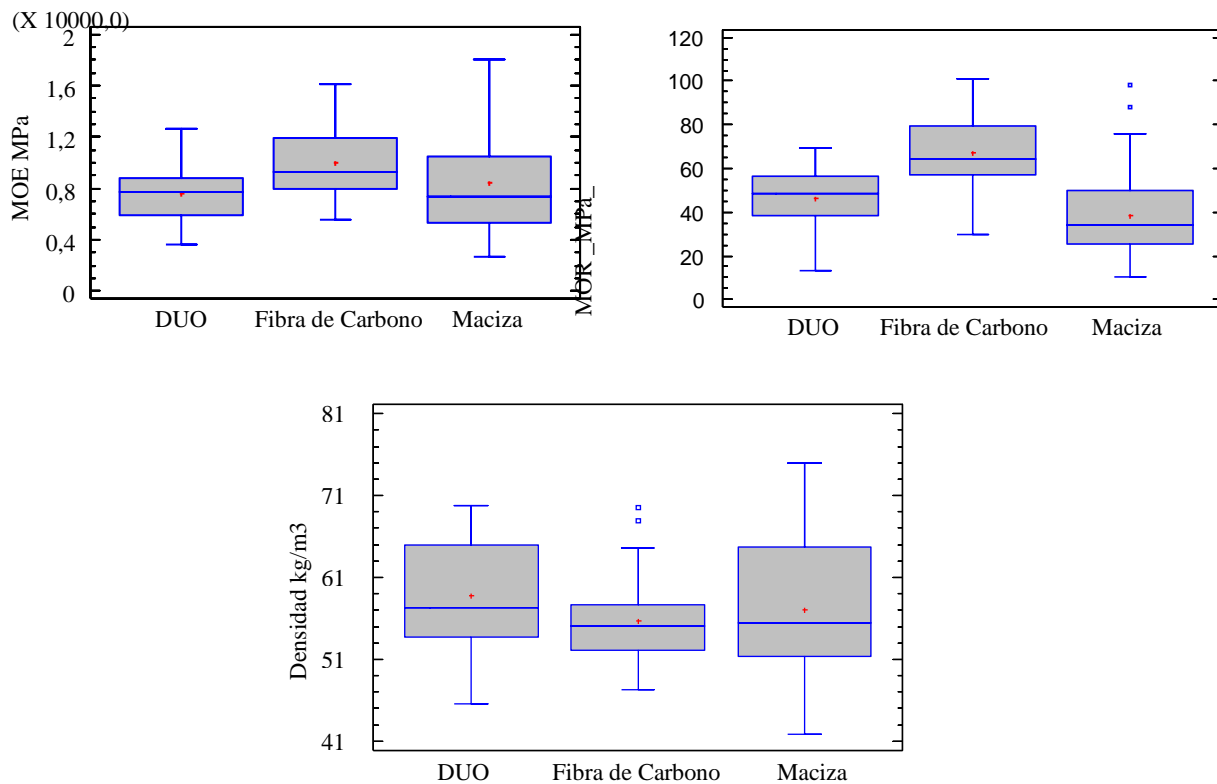 (X 10000,0)
2
1,6
1,2
0,8
0,4
0
MOE MPa
DUO
Fibra de Carbono
Maciza
120
100
80
60
40
20
0
MOR _MPa_
DUO
Fibra de Carbono
Maciza
81
71
61
51
41
Densidad kg/m3
DUO
Fibra de Carbono
Maciza